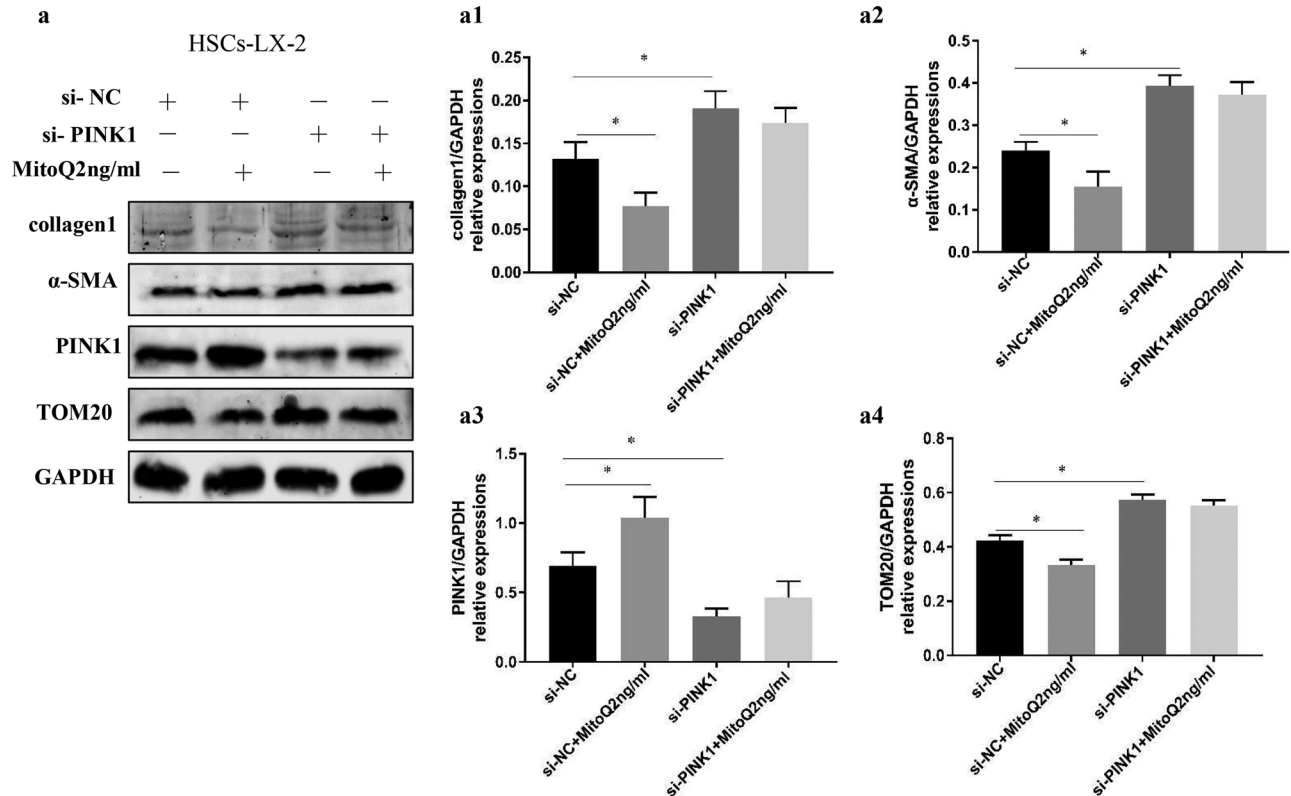 a
HSCs-LX-2
si- NC + + − −
si- PINK1 − − + +
MitoQ2ng/ml − + − +
collagen1
α-SMA
PINK1
TOM20
GAPDH
a1
collagen1/GAPDH
relative expressions
0.25
0.20
0.15
0.10
0.05
0.00
*
*
si-NC
si-NC+MitoQ2ng/ml
si-PINK1
si-PINK1+MitoQ2ng/ml
a2
α-SMA/GAPDH
relative expressions
0.5
0.4
0.3
0.2
0.1
0.0
*
*
si-NC
si-NC+MitoQ2ng/ml
si-PINK1
si-PINK1+MitoQ2ng/ml
a3
PINK1/GAPDH
relative expressions
1.5
1.0
0.5
0.0
*
*
si-NC
si-NC+MitoQ2ng/ml
si-PINK1
si-PINK1+MitoQ2ng/ml
a4
TOM20/GAPDH
relative expressions
0.8
0.6
0.4
0.2
0.0
*
*
si-NC
si-NC+MitoQ2ng/ml
si-PINK1
si-PINK1+MitoQ2ng/ml